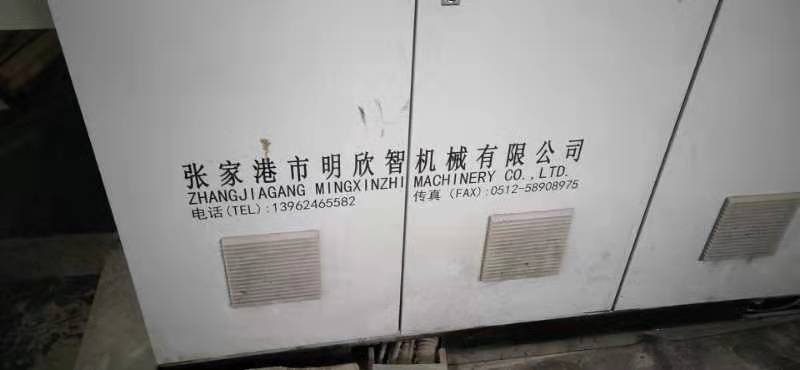 张家港市明欣智机械有限公司
ZHANGJIAGANG MINGXINZHI MACHINERY CO.,LTD.
电话(TEL):13962465582 传真(FAX):0512-58908975